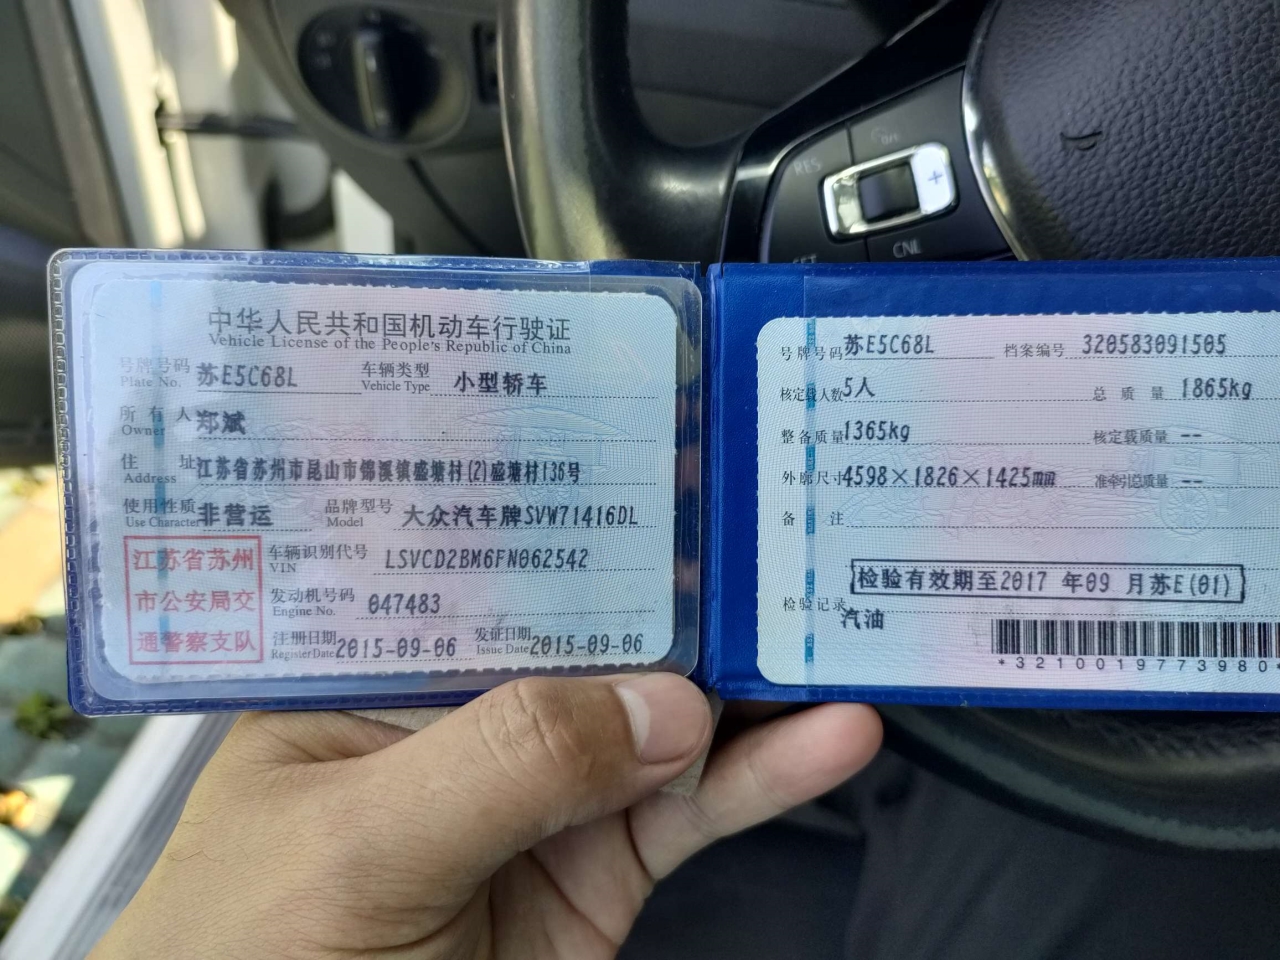 中华人民共和国机动车行驶证
Vehicle License of the People's Republic of China
号牌号码 苏E5C68L 车辆类型 小型轿车
Plate No. Vehicle Type
所有人 郑斌
Owner
住址 江苏省苏州市昆山市锦溪镇盛塘村(2)盛塘村136号
Address
使用性质 非营运 品牌型号 大众汽车牌SVW71416DL
Use Character Model
江苏省苏州
市公安局交
通警察支队
车辆识别代号 LSVCD2BM6FN062542
VIN
发动机号码 047483
Engine No.
注册日期 2015-09-06 发证日期 2015-09-06
Register Date Issue Date
号牌号码 苏E5C68L 档案编号 320583091505
核定载人数 5人 总质量 1865kg
整备质量 1365kg 核定载质量 --
外廓尺寸 4598×1826×1425mm 准牵引总质量 --
备注
检验有效期至2017 年09 月苏E(01)
检验记录
汽油
*3210019773980
RES
OFF
+
CNL